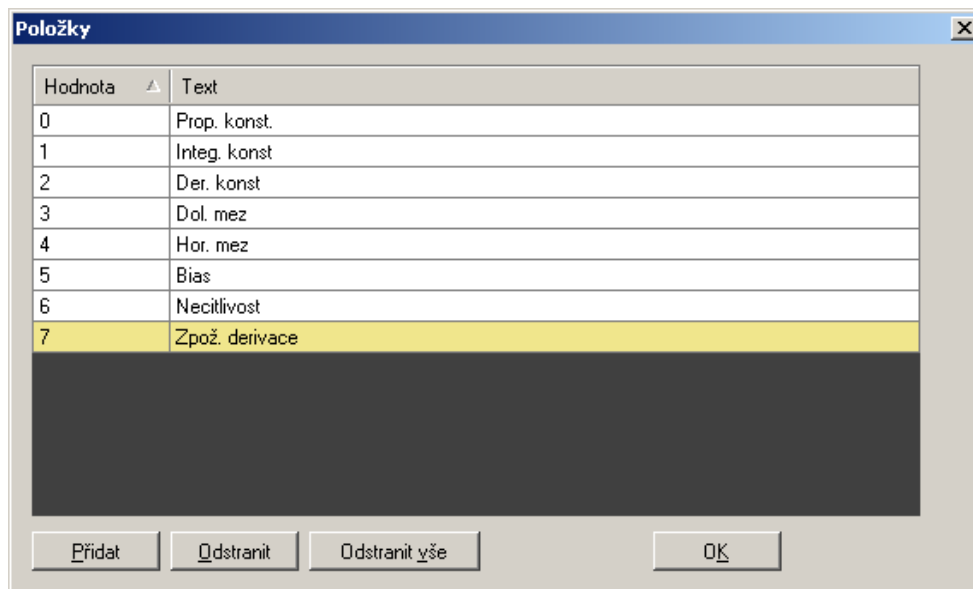 Položky
Hodnota Text
0 Prop. konst.
1 Integ. konst
2 Der. konst
3 Dol. mez
4 Hor. mez
5 Bias
6 Necitlivost
7 Zpož. derivace
Přidat Odstranit Odstranit vše OK